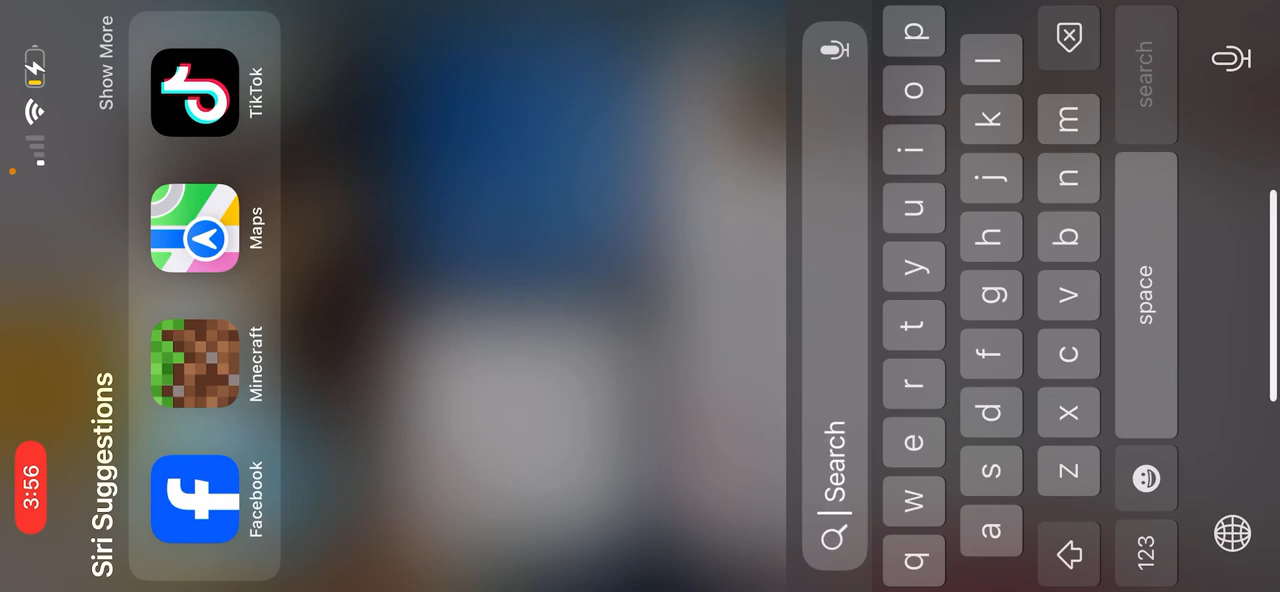 3:56
Siri Suggestions
Show More
Facebook
Minecraft
Maps
TikTok
Search
q w e r t y u i o p
a s d f g h j k l
z x c v b n m
123
space
search